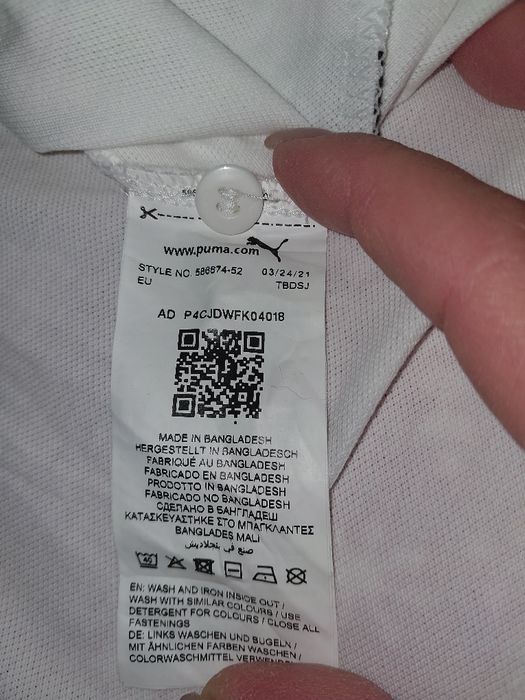 www.puma.com
STYLE NO. 586674-52 03/24/21
EU TBDSJ
AD P4CJDWFK04018
MADE IN BANGLADESH
HERGESTELLT IN BANGLADESCH
FABRIQUÉ AU BANGLADESH
FABRICADO EN BANGLADESH
PRODOTTO IN BANGLADESH
FABRICADO NO BANGLADESH
СДЕЛАНО В БАНГЛАДЕШ
ΚΑΤΑΣΚΕΥΑΣΤΗΚΕ ΣΤΟ ΜΠΑΓΚΛΑΝΤΕΣ
BANGLADEŞ MALI
صنع في بنجلاديش
40
EN: WASH AND IRON INSIDE OUT /
WASH WITH SIMILAR COLOURS / USE
DETERGENT FOR COLOURS / CLOSE ALL
FASTENINGS
DE: LINKS WASCHEN UND BÜGELN /
MIT ÄHNLICHEN FARBEN WASCHEN /
COLORWASCHMITTEL VERWENDEN